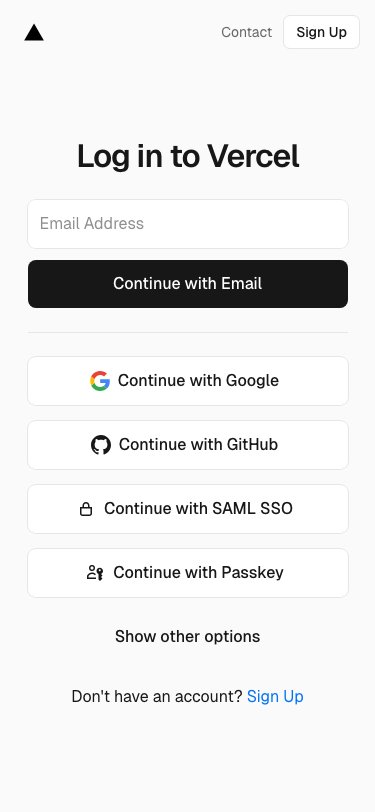 Contact
Sign Up
Log in to Vercel
Email Address
Continue with Email
Continue with Google
Continue with GitHub
Continue with SAML SSO
Continue with Passkey
Show other options
Don't have an account? Sign Up